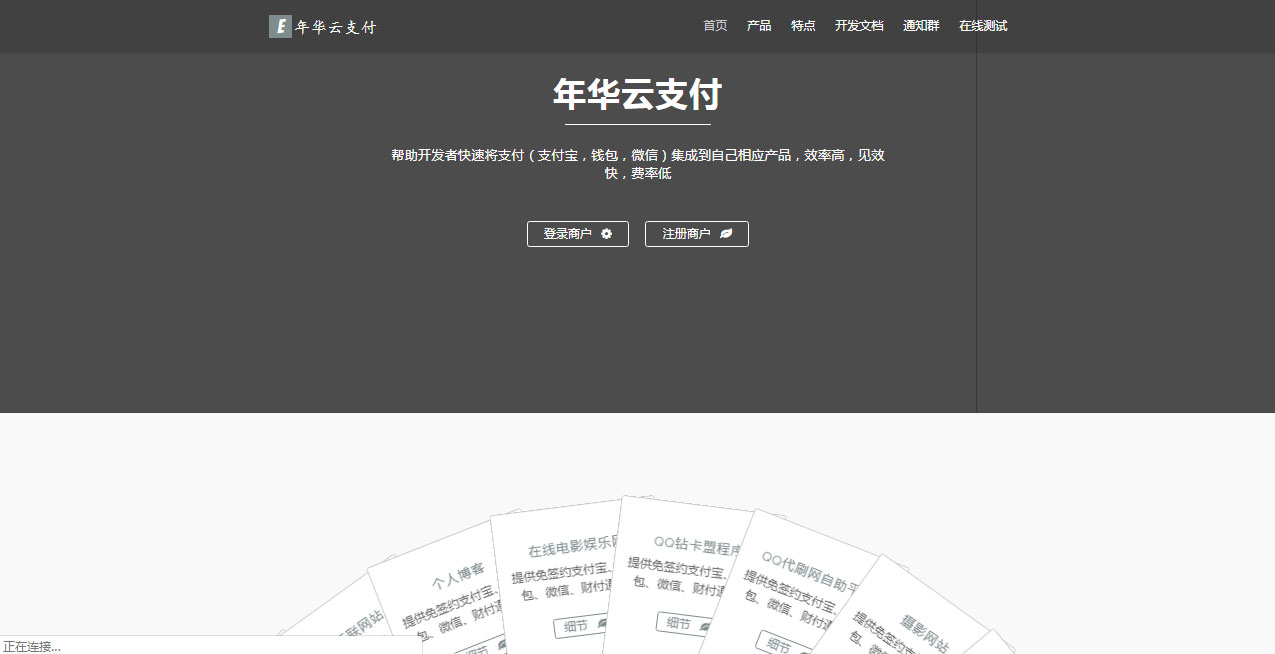 E 年华云支付
首页 产品 特点 开发文档 通知群 在线测试
年华云支付
帮助开发者快速将支付（支付宝，钱包，微信）集成到自己相应产品，效率高，见效
快，费率低
登录商户
注册商户
联网站
个人博客
提供免签约支付宝、
包、微信、财付
细节
在线电影娱乐
提供免签约支付宝、
包、微信、财付通
细节
QQ钻卡盟程序
提供免签约支付宝、
包、微信、财付通
细节
QQ代刷网自助平
提供免签约支付宝、
包、微信、财付
细节
摄影网站
提供免签约支付宝
包、微
正在连接...